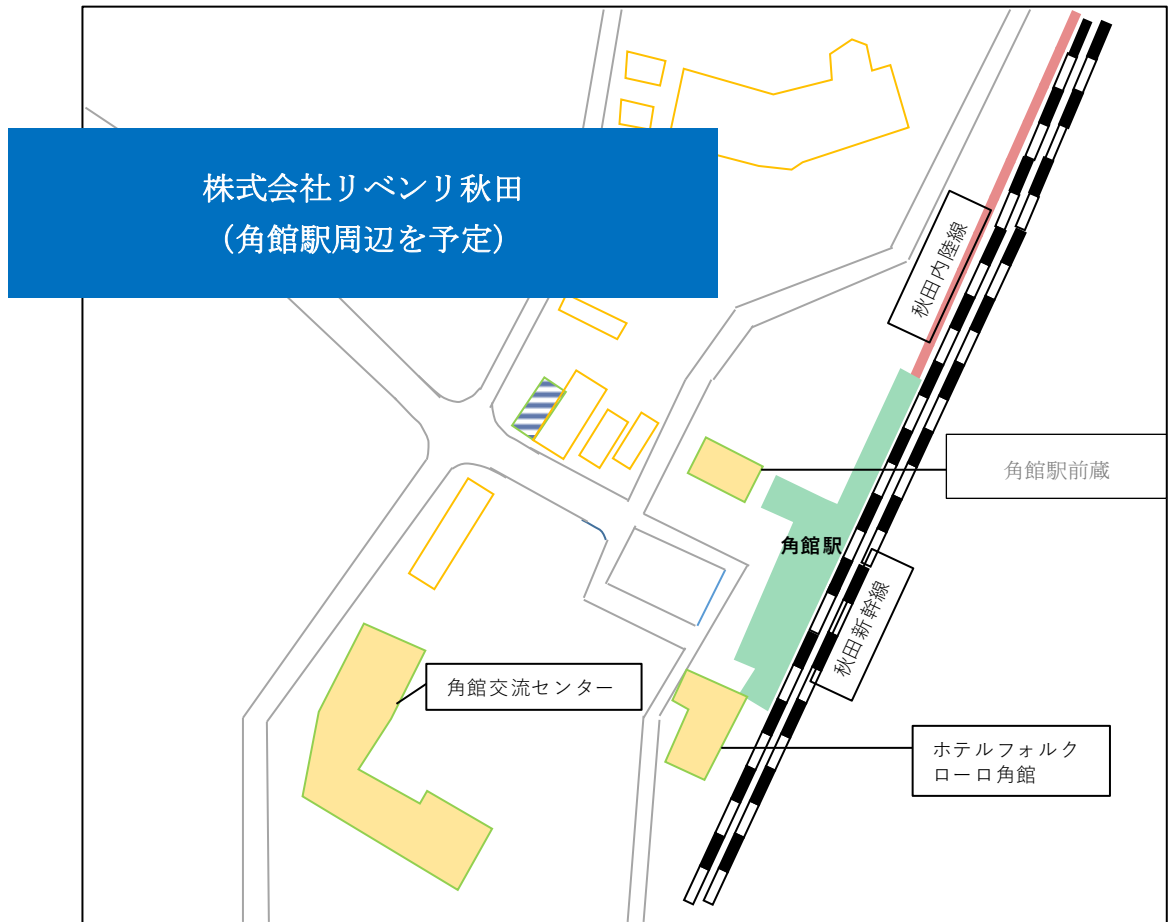 株式会社リベンリ秋田
（角館駅周辺を予定）
秋田内陸線
角館駅前蔵
角館駅
秋田新幹線
角館交流センター
ホテルフォルク
ローロ角館